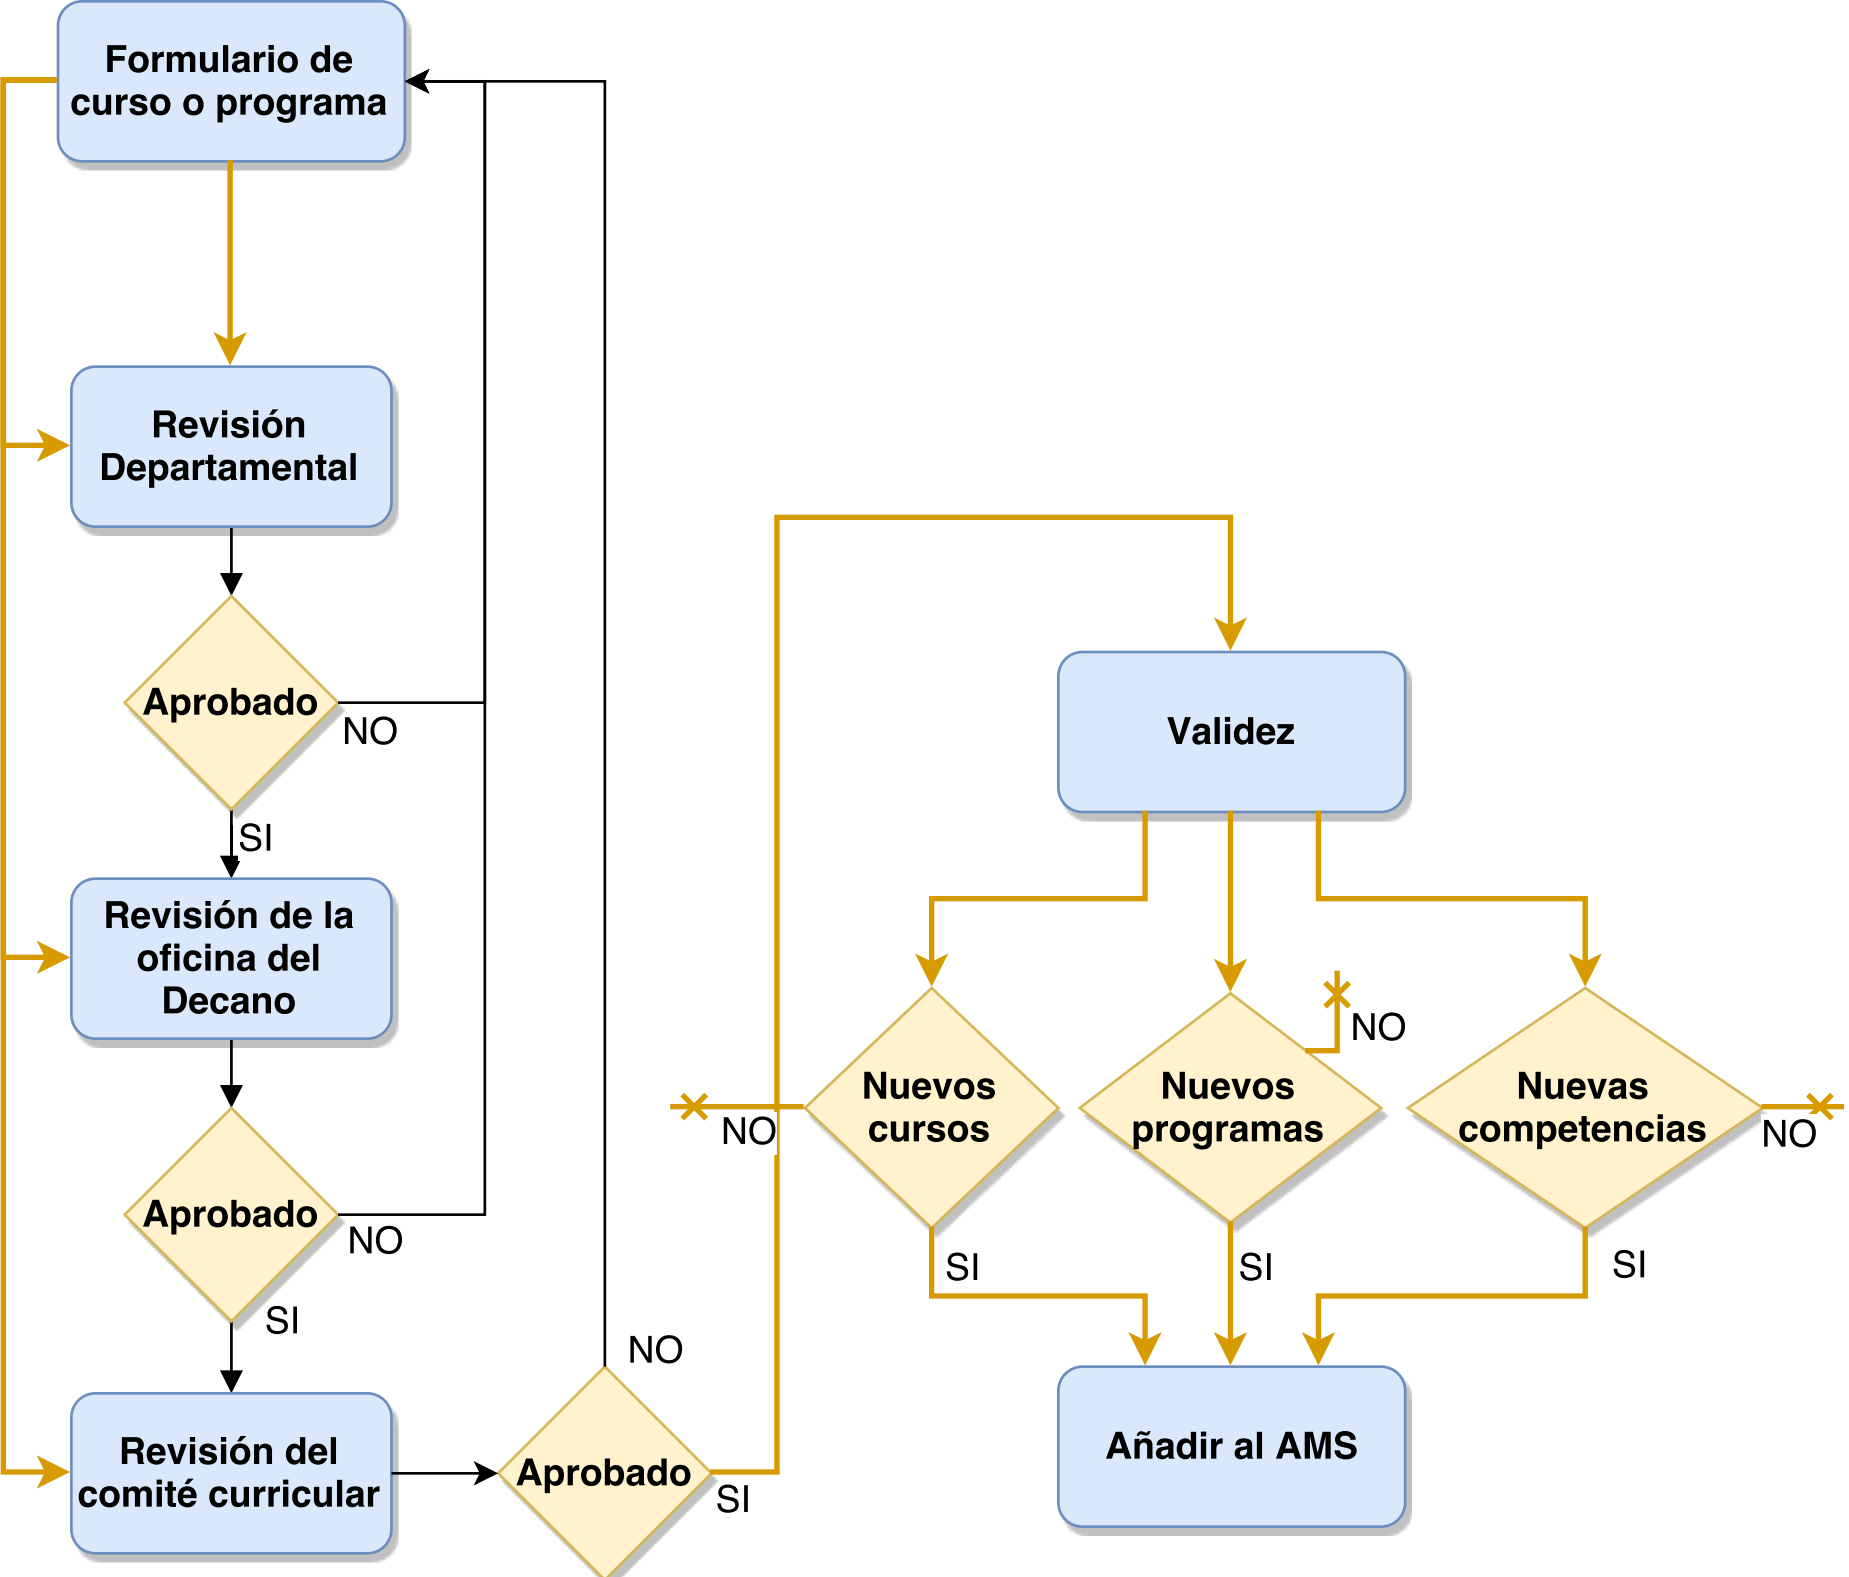 Formulario de
curso o programa
Revisión
Departamental
Aprobado
NO
SI
Revisión de la
oficina del
Decano
Aprobado
NO
SI
Revisión del
comité curricular
Aprobado
NO
SI
Validez
Nuevos
cursos
NO
SI
Nuevos
programas
NO
SI
Nuevas
competencias
NO
SI
Añadir al AMS